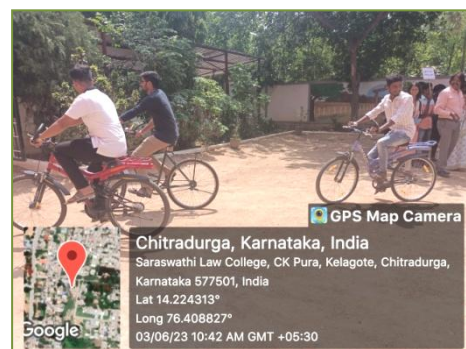 GPS Map Camera
Chitradurga, Karnataka, India
Saraswathi Law College, CK Pura, Kelagote, Chitradurga,
Karnataka 577501, India
Lat 14.224313°
Long 76.408827°
03/06/23 10:42 AM GMT +05:30
Google